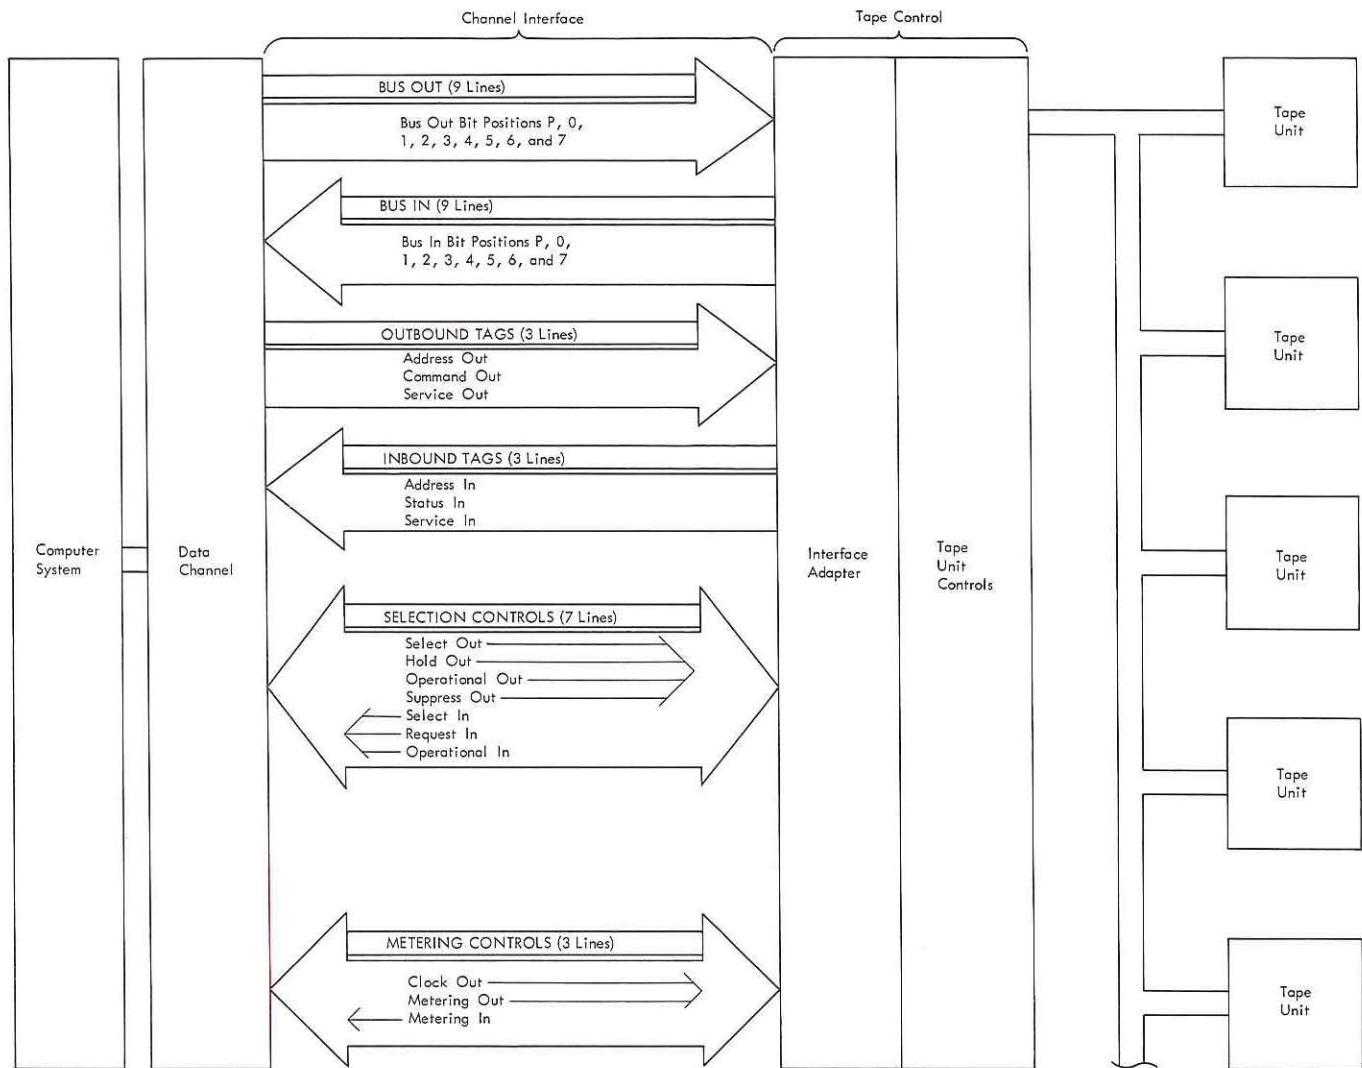 Channel Interface
Tape Control
BUS OUT (9 Lines)
Bus Out Bit Positions P, 0,
1, 2, 3, 4, 5, 6, and 7
BUS IN (9 Lines)
Bus In Bit Positions P, 0,
1, 2, 3, 4, 5, 6, and 7
OUTBOUND TAGS (3 Lines)
Address Out
Command Out
Service Out
INBOUND TAGS (3 Lines)
Address In
Status In
Service In
Computer
System
Data
Channel
Interface
Adapter
Tape
Unit
Controls
SELECTION CONTROLS (7 Lines)
Select Out
Hold Out
Operational Out
Suppress Out
Select In
Request In
Operational In
METERING CONTROLS (3 Lines)
Clock Out
Metering Out
Metering In
Tape
Unit
Tape
Unit
Tape
Unit
Tape
Unit
Tape
Unit